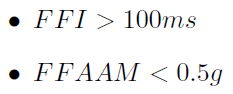 • FFI > 100ms
• FFAAM < 0.5g